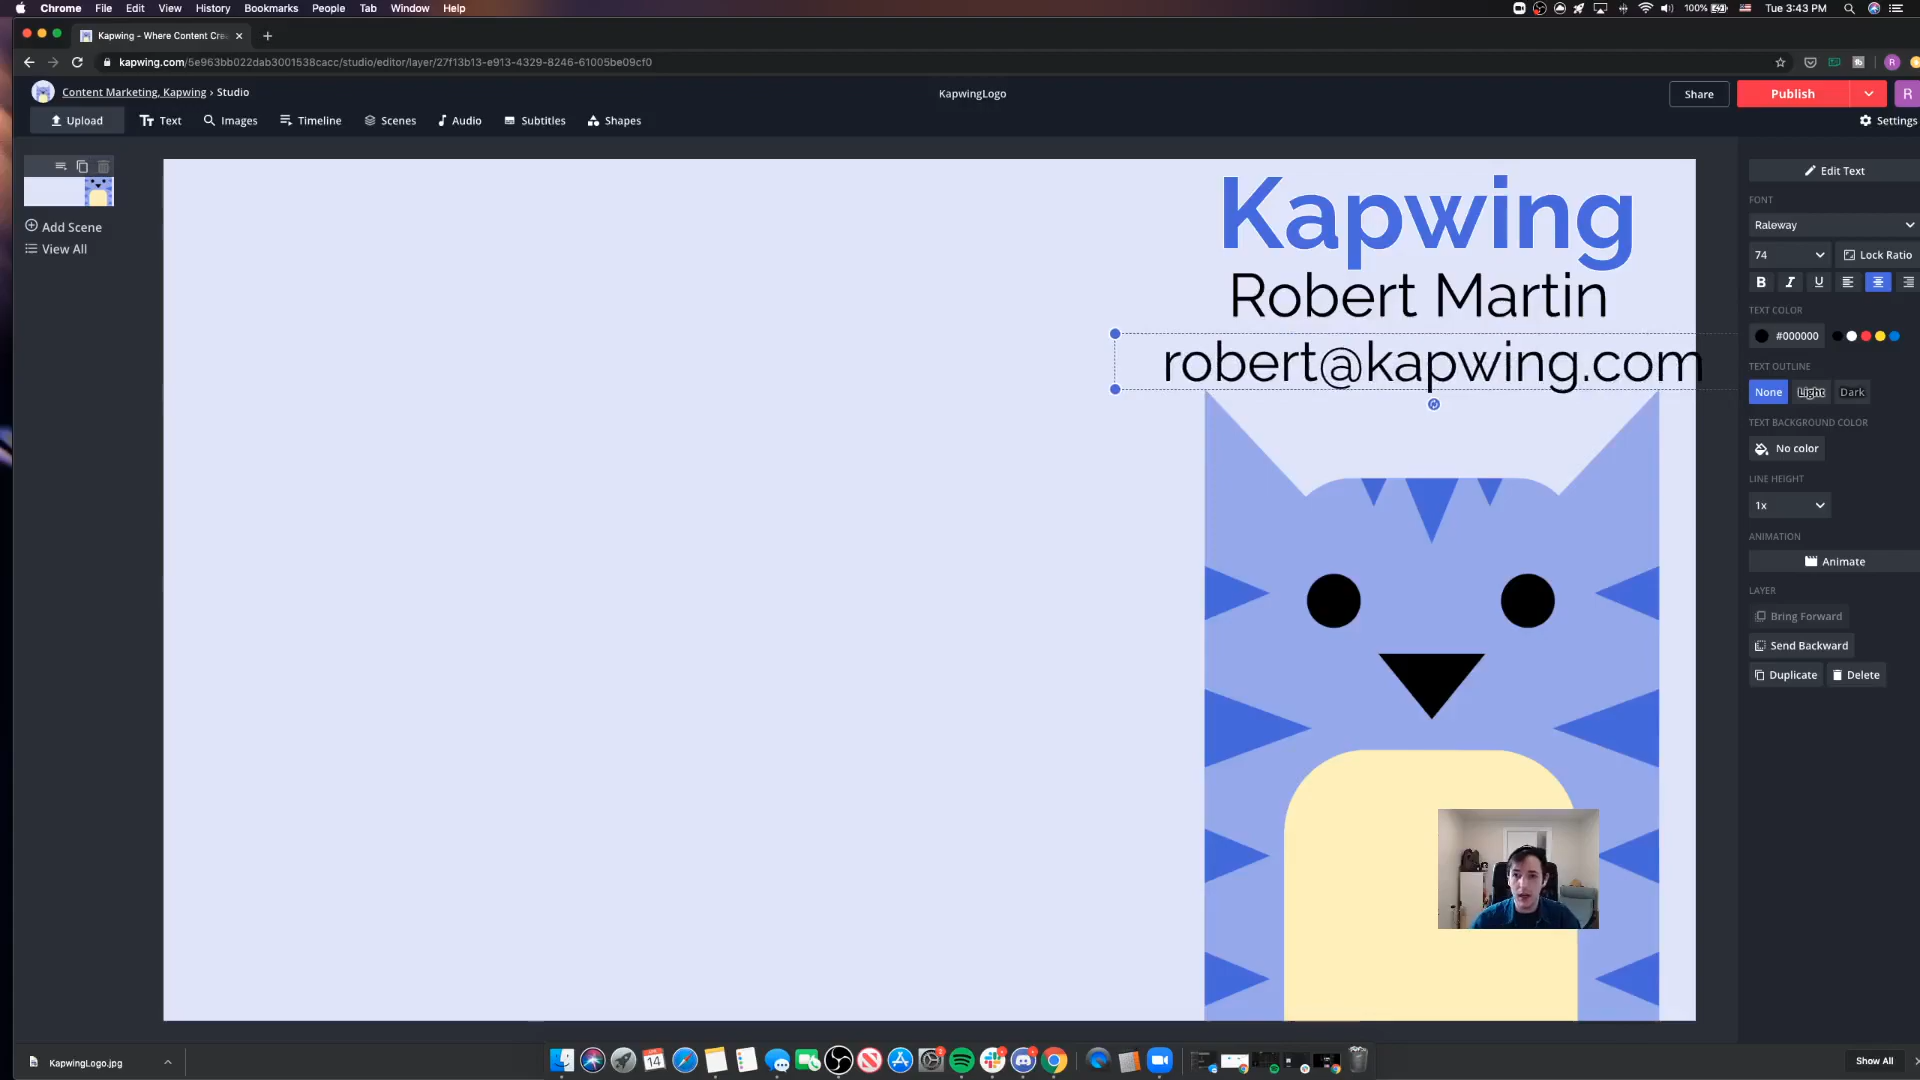 Chrome File Edit View History Bookmarks People Tab Window Help
100% Tue 3:43 PM
Kapwing - Where Content Cre
kapwing.com/5e963bb022dab3001538cacc/studio/editor/layer/27f13b13-e913-4329-8246-61005be09cf0
R
Content Marketing, Kapwing › Studio
KapwingLogo
Share
Publish
R
Upload
Text
Images
Timeline
Scenes
Audio
Subtitles
Shapes
Settings
Add Scene
View All
Kapwing
Robert Martin
robert@kapwing.com
Edit Text
FONT
Raleway
74
Lock Ratio
B I U
TEXT COLOR
#000000
TEXT OUTLINE
None Light Dark
TEXT BACKGROUND COLOR
No color
LINE HEIGHT
1x
ANIMATION
Animate
LAYER
Bring Forward
Send Backward
Duplicate
Delete
KapwingLogo.jpg
14
Show All